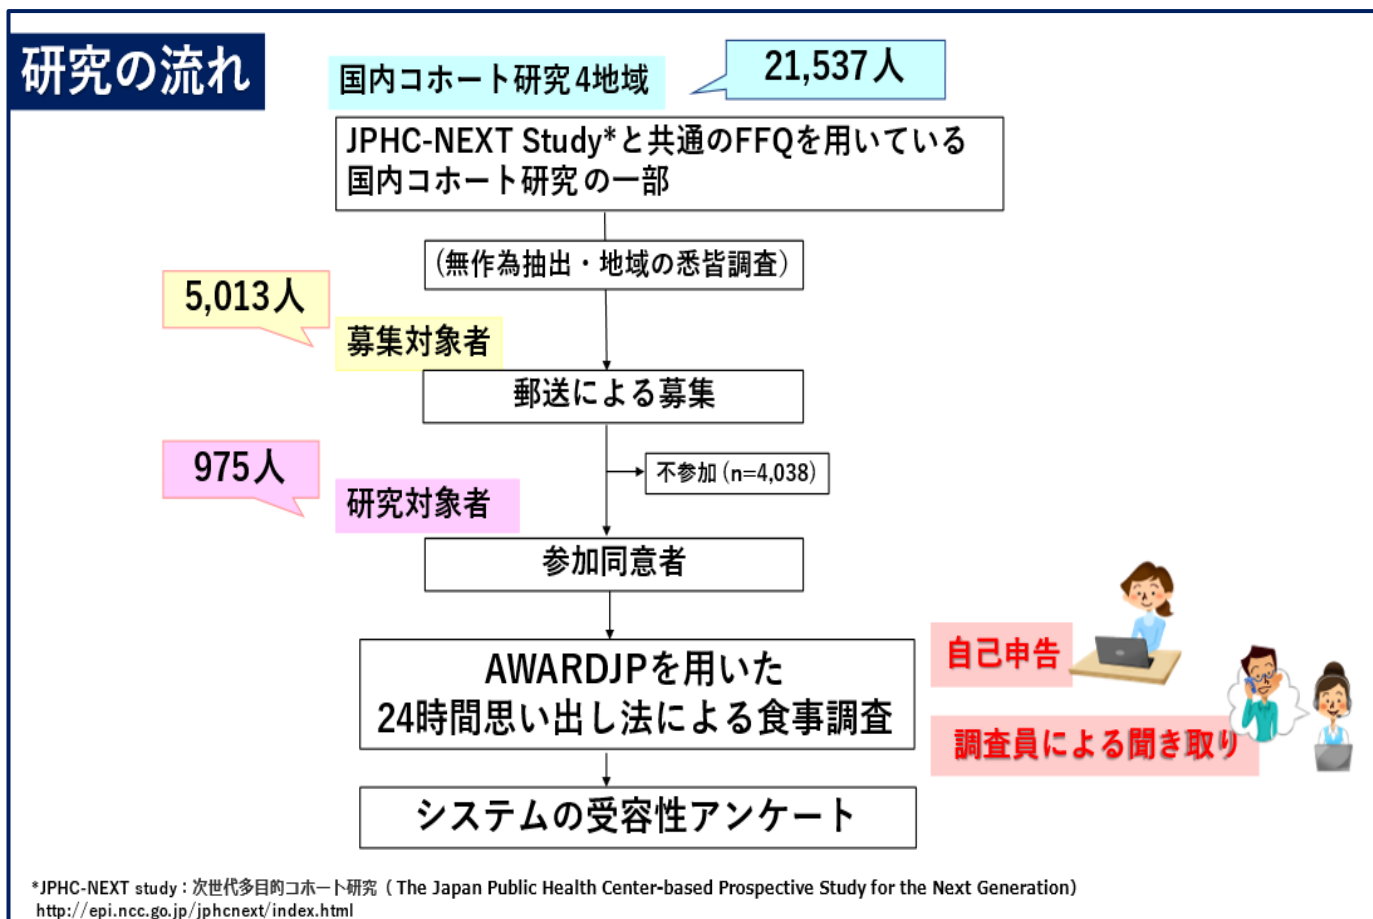 研究の流れ
国内コホート研究4地域
21,537人
JPHC-NEXT Study*と共通のFFQを用いている
国内コホート研究の一部
(無作為抽出・地域の悉皆調査)
5,013人
募集対象者
郵送による募集
975人
不参加 (n=4,038)
研究対象者
参加同意者
AWARDJPを用いた
24時間思い出し法による食事調査
自己申告
調査員による聞き取り
システムの受容性アンケート
*JPHC-NEXT study：次世代多目的コホート研究（ The Japan Public Health Center-based Prospective Study for the Next Generation）
http://epi.ncc.go.jp/jphcnext/index.html